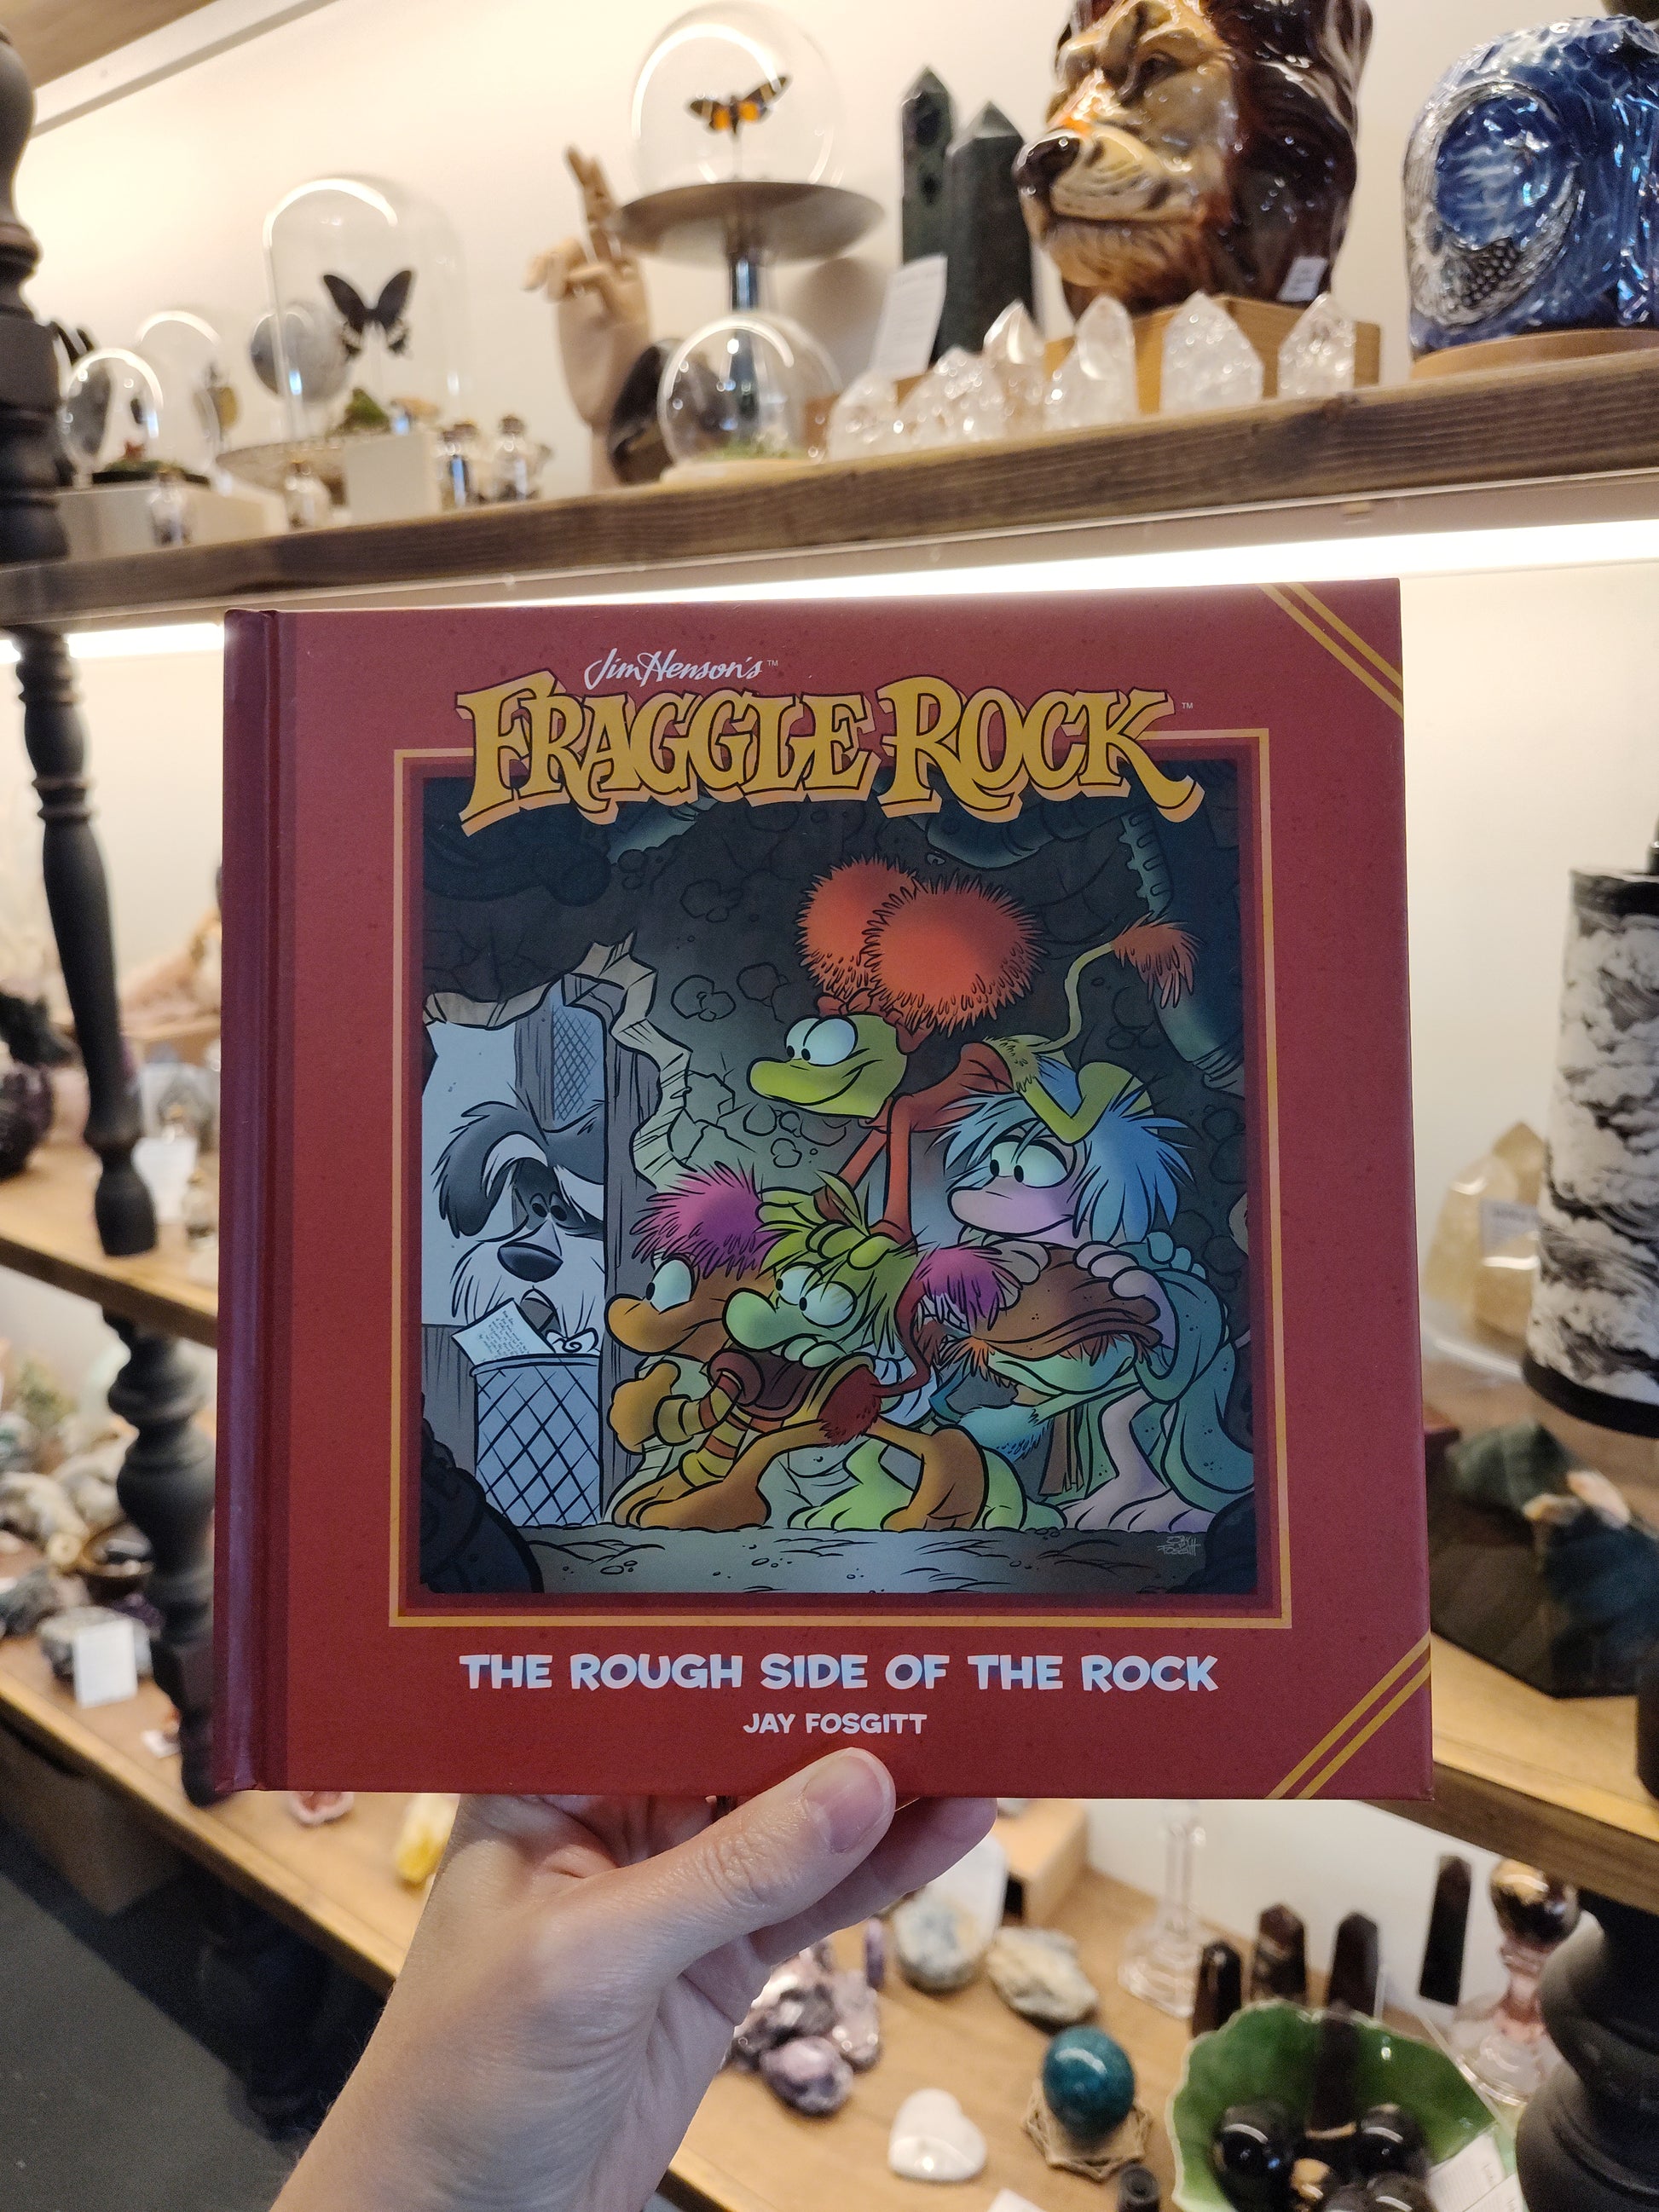 Jim Henson's™
FRAGGLE ROCK™
THE ROUGH SIDE OF THE ROCK
JAY FOSGITT